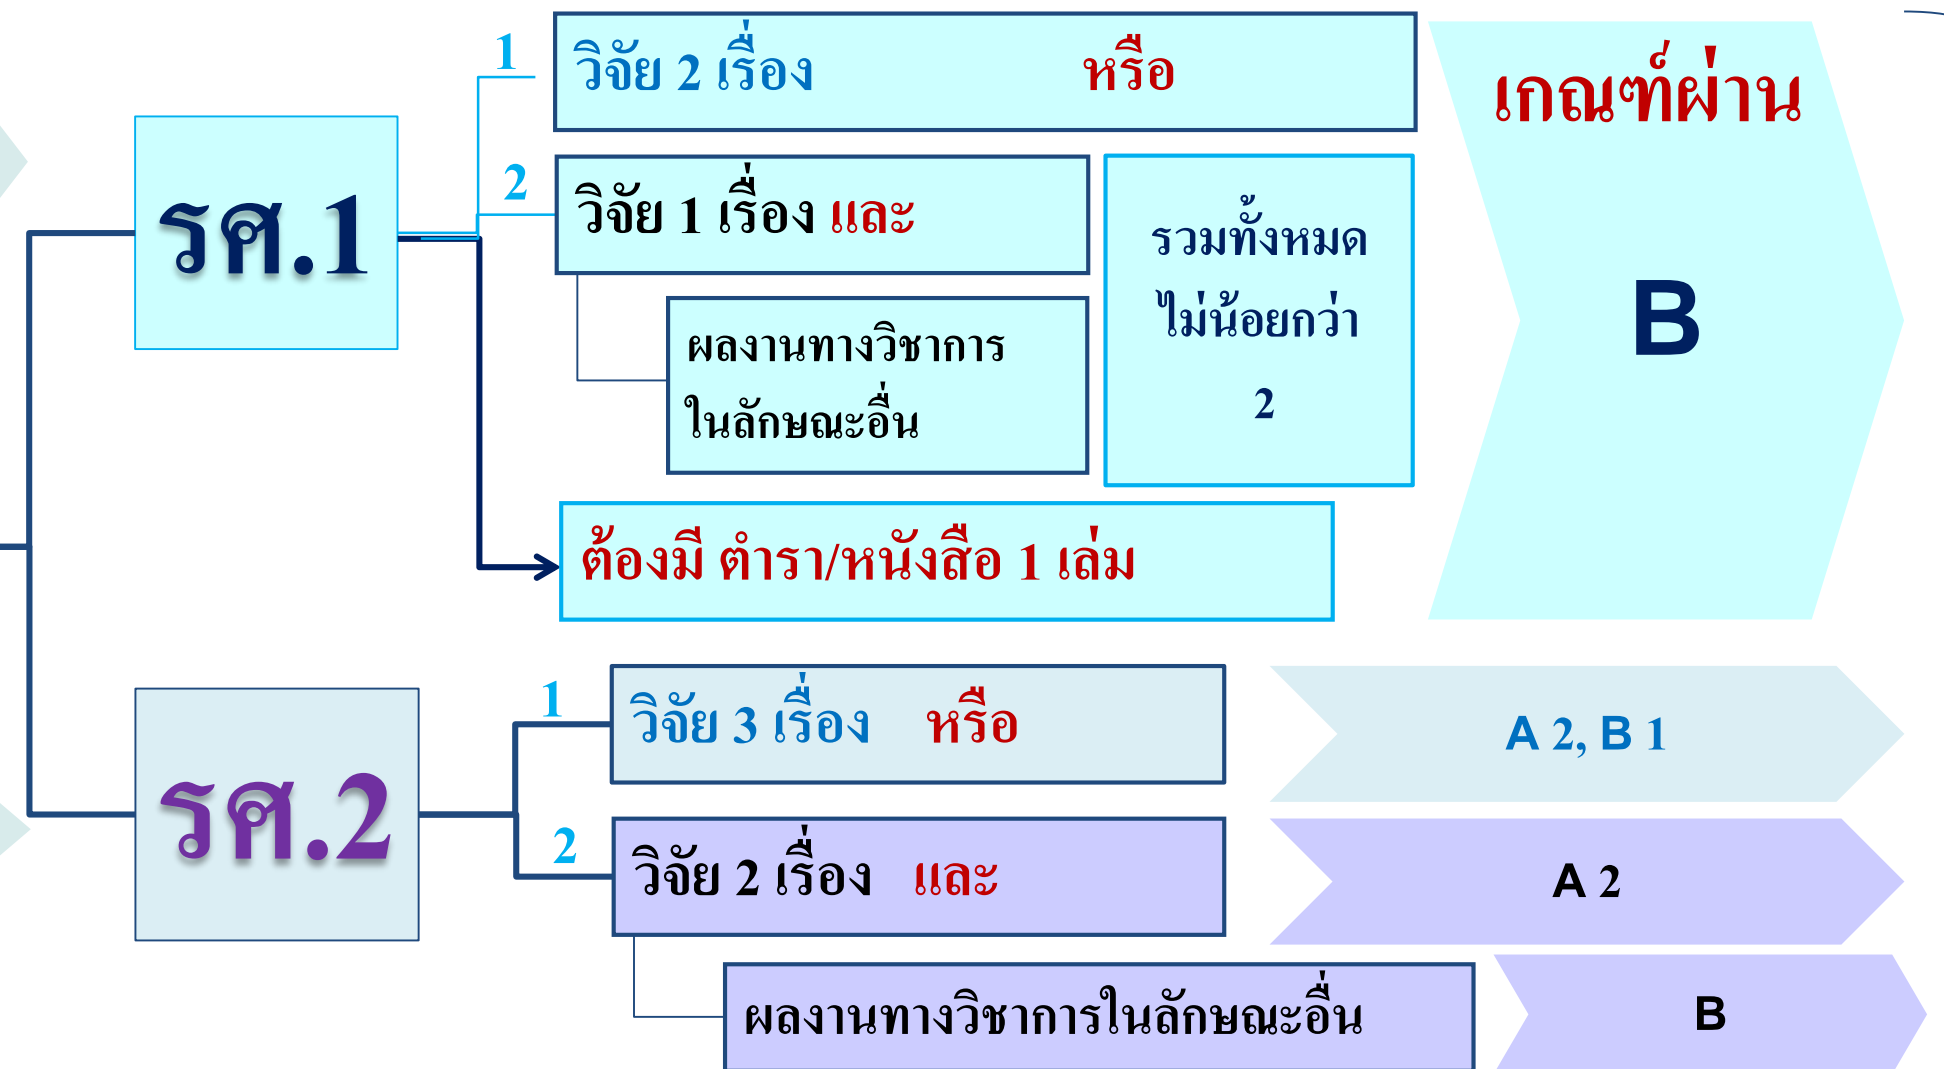 1
วิจัย 2 เรื่อง หรือ
เกณฑ์ผ่าน
รศ.1
2
วิจัย 1 เรื่อง และ
รวมทั้งหมด
ไม่น้อยกว่า
2
B
ผลงานทางวิชาการ
ในลักษณะอื่น
ต้องมี ตำรา/หนังสือ 1 เล่ม
รศ.2
1
วิจัย 3 เรื่อง หรือ
A 2, B 1
2
วิจัย 2 เรื่อง และ
A 2
ผลงานทางวิชาการในลักษณะอื่น
B